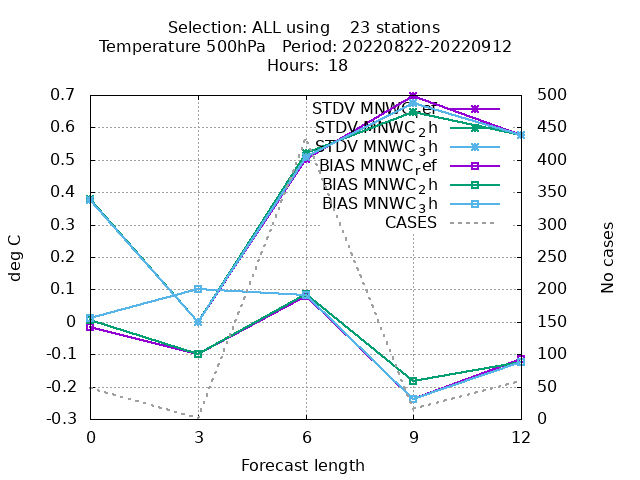 Selection: ALL using 23 stations
Temperature 500hPa Period: 20220822-20220912
Hours: 18
0.7
0.6
0.5
0.4
0.3
0.2
0.1
0
-0.1
-0.2
-0.3
deg C
500
450
400
350
300
250
200
150
100
50
0
No cases
STDV MNWC_ref
STDV MNWC_2h
STDV MNWC_3h
BIAS MNWC_ref
BIAS MNWC_2h
BIAS MNWC_3h
CASES
0 3 6 9 12
Forecast length